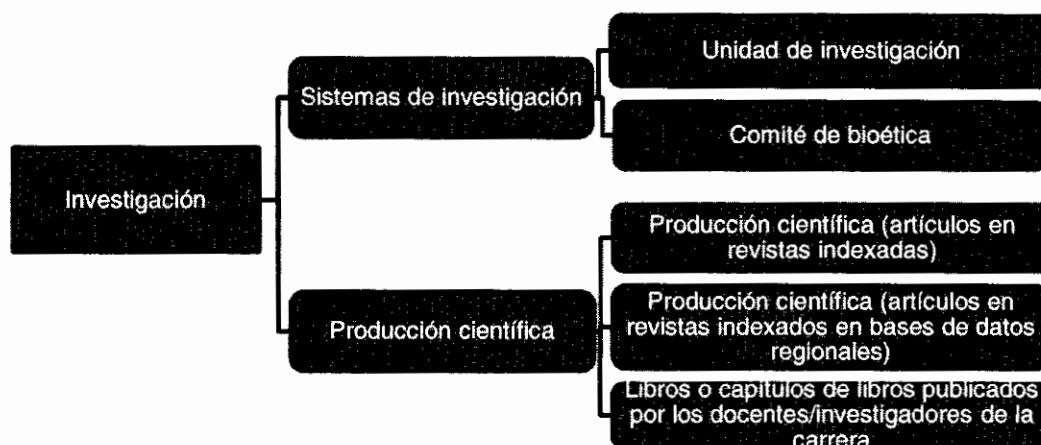 Investigación
Sistemas de investigación
Unidad de investigación
Comité de bioética
Producción científica
Producción científica (artículos en
revistas indexadas)
Producción científica (artículos en
revistas indexados en bases de datos
regionales)
Libros o capítulos de libros publicados
por los docentes/investigadores de la
carrera